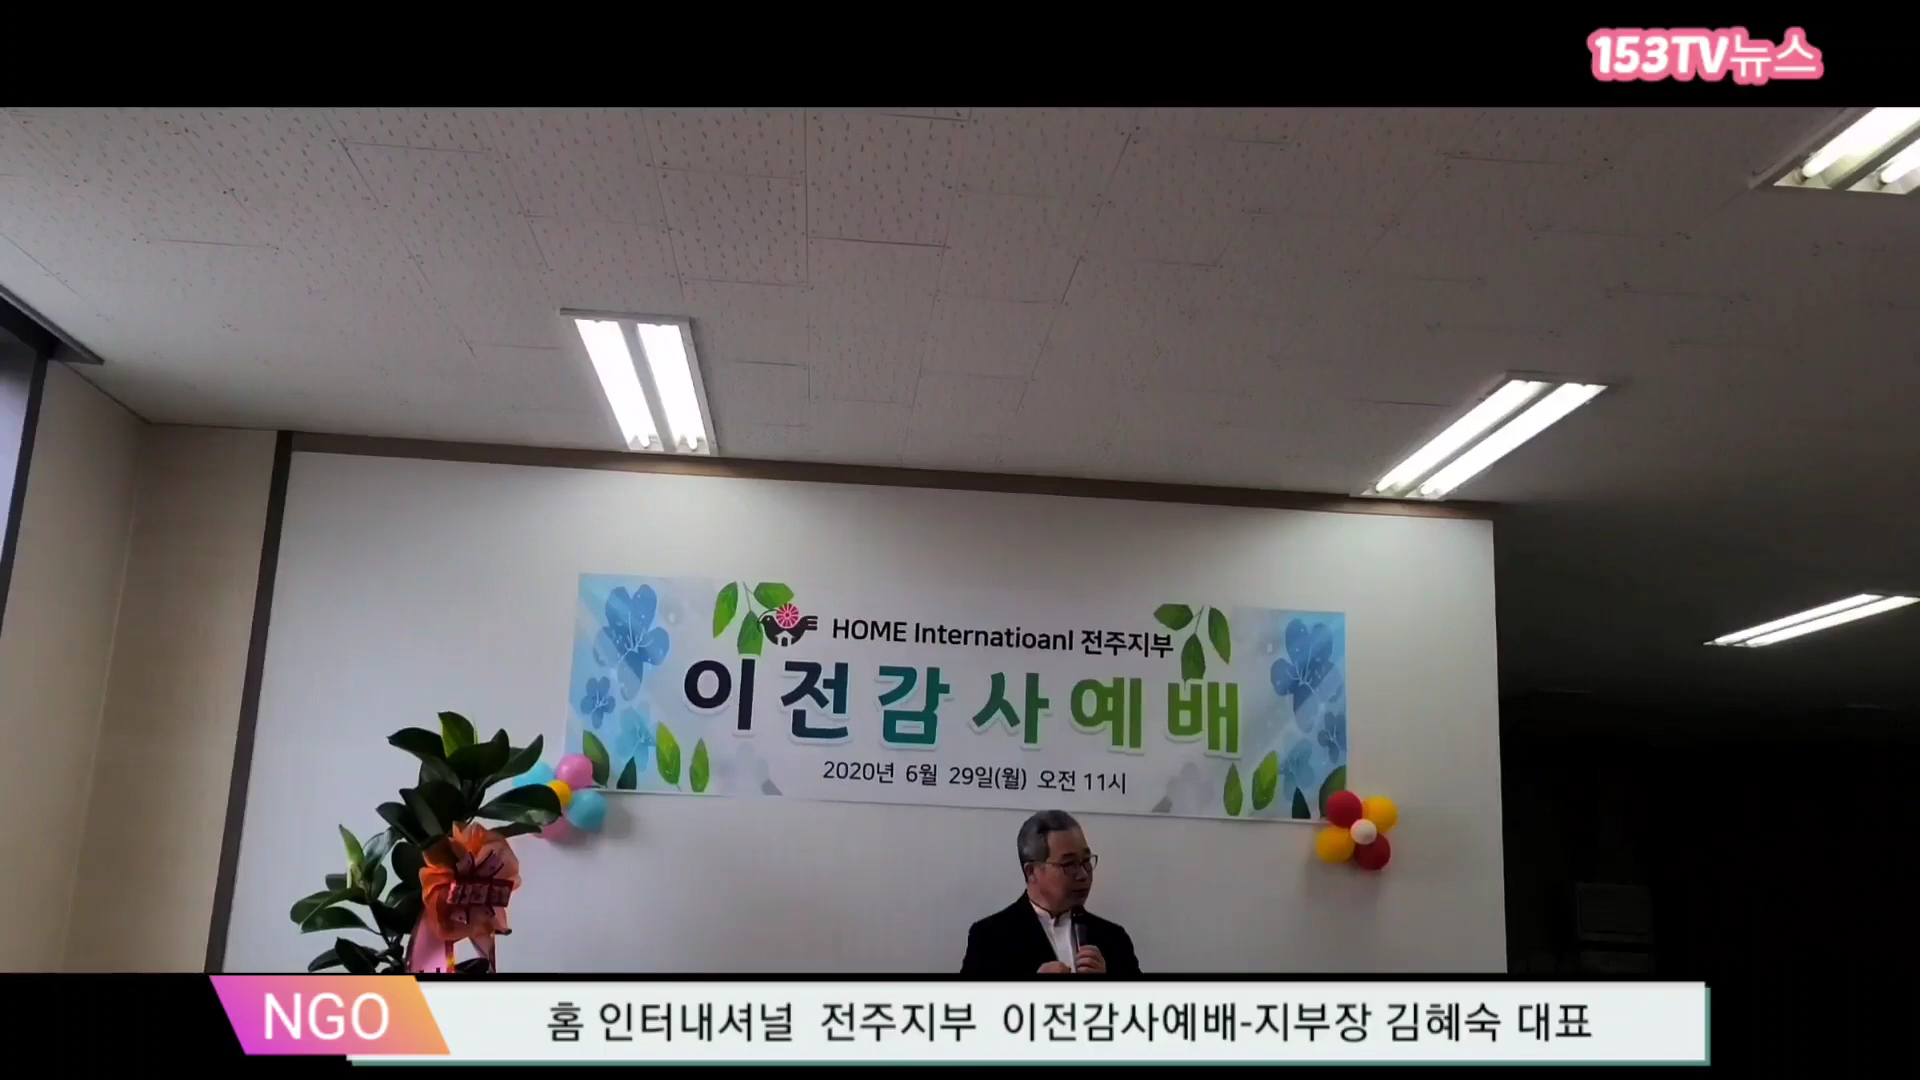 153TV뉴스
HOME Internatioanl 전주지부
이전감사예배
2020년 6월 29일(월) 오전 11시
NGO 홈 인터내셔널 전주지부 이전감사예배-지부장 김혜숙 대표